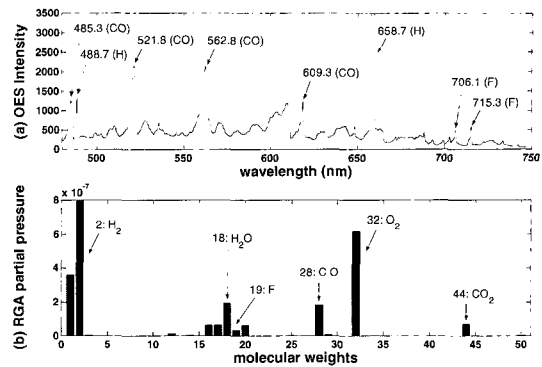 3500
3000
2500
2000
1500
1000
500
0
(a) OES Intensity
485.3 (CO)
488.7 (H)
521.8 (CO)
562.8 (CO)
609.3 (CO)
658.7 (H)
706.1 (F)
715.3 (F)
500 550 600 650 700 750
wavelength (nm)
x 10^-7
8
6
4
2
0
(b) RGA partial pressure
2: H₂
18: H₂O
19: F
28: C O
32: O₂
44: CO₂
0 5 10 15 20 25 30 35 40 45 50
molecular weights